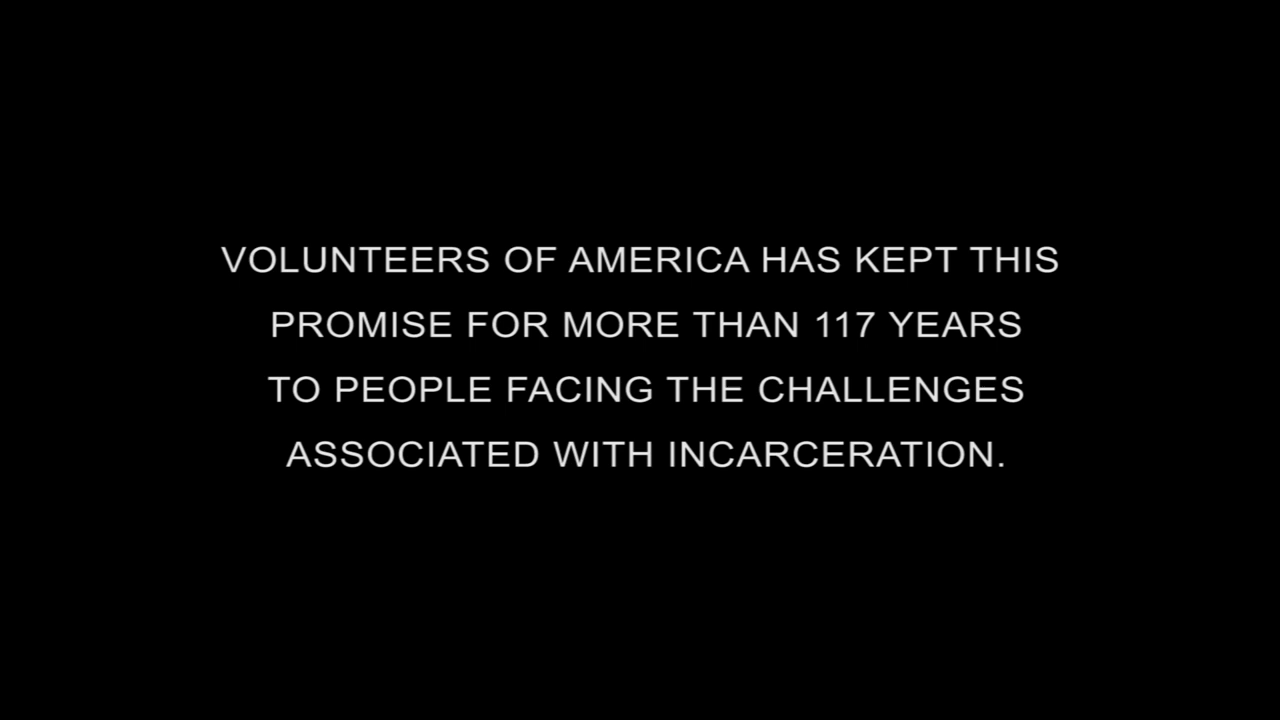 VOLUNTEERS OF AMERICA HAS KEPT THIS
PROMISE FOR MORE THAN 117 YEARS
TO PEOPLE FACING THE CHALLENGES
ASSOCIATED WITH INCARCERATION.